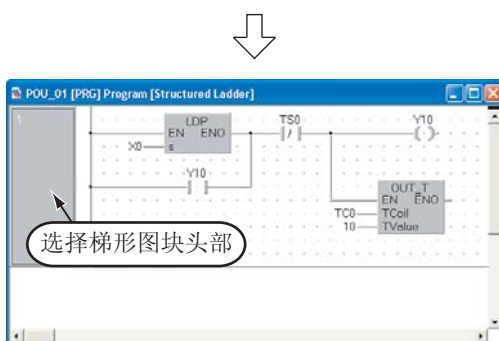 POU_01 [PRG] Program [Structured Ladder]
1
LDP
EN ENO
X0 s
TS0
Y10
Y10
OUT_T
EN ENO
TC0 TCoil
10 TValue
选择梯形图块头部